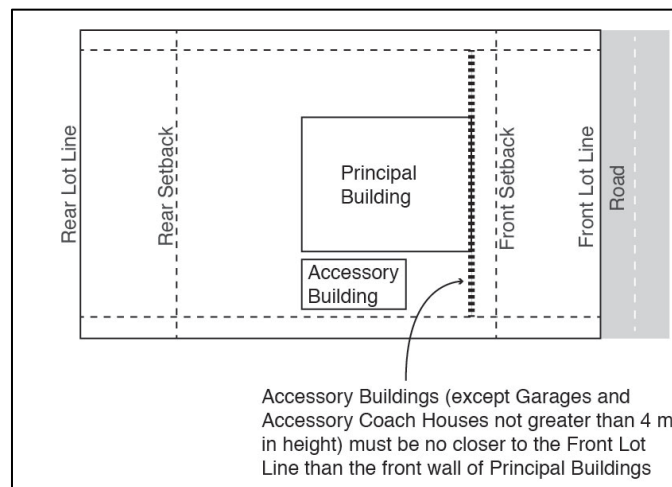 Rear Lot Line
Rear Setback
Principal
Building
Accessory
Building
Front Setback
Front Lot Line
Road
Accessory Buildings (except Garages and
Accessory Coach Houses not greater than 4 m
in height) must be no closer to the Front Lot
Line than the front wall of Principal Buildings